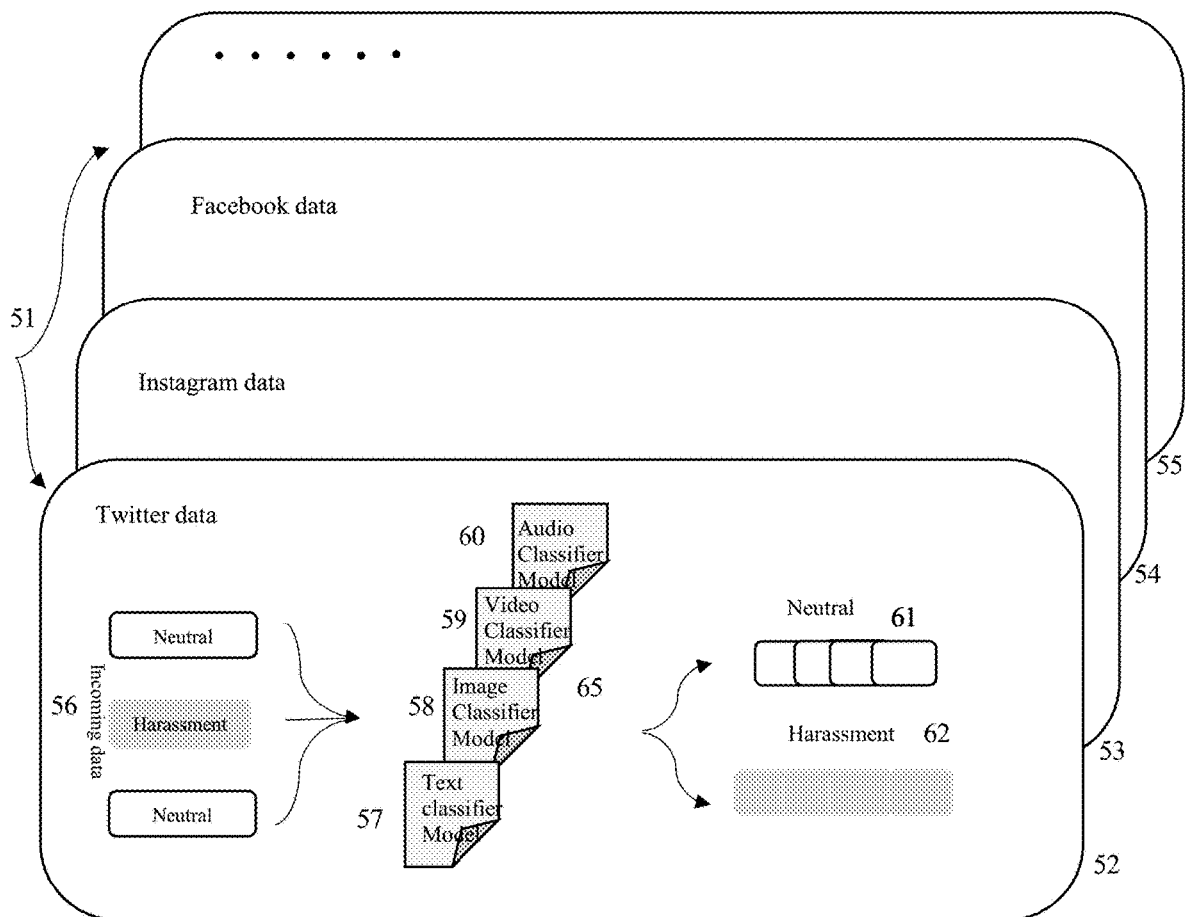 • • • • • •
Facebook data
51
Instagram data
55
Twitter data
60
Audio
Classifier
Model
54
59
Video
Classifier
Model
Neutral 61
Neutral
65
56
Incoming data
Harassment
58
Image
Classifier
Model
Harassment 62
53
Neutral
57
Text
classifier
Model
52